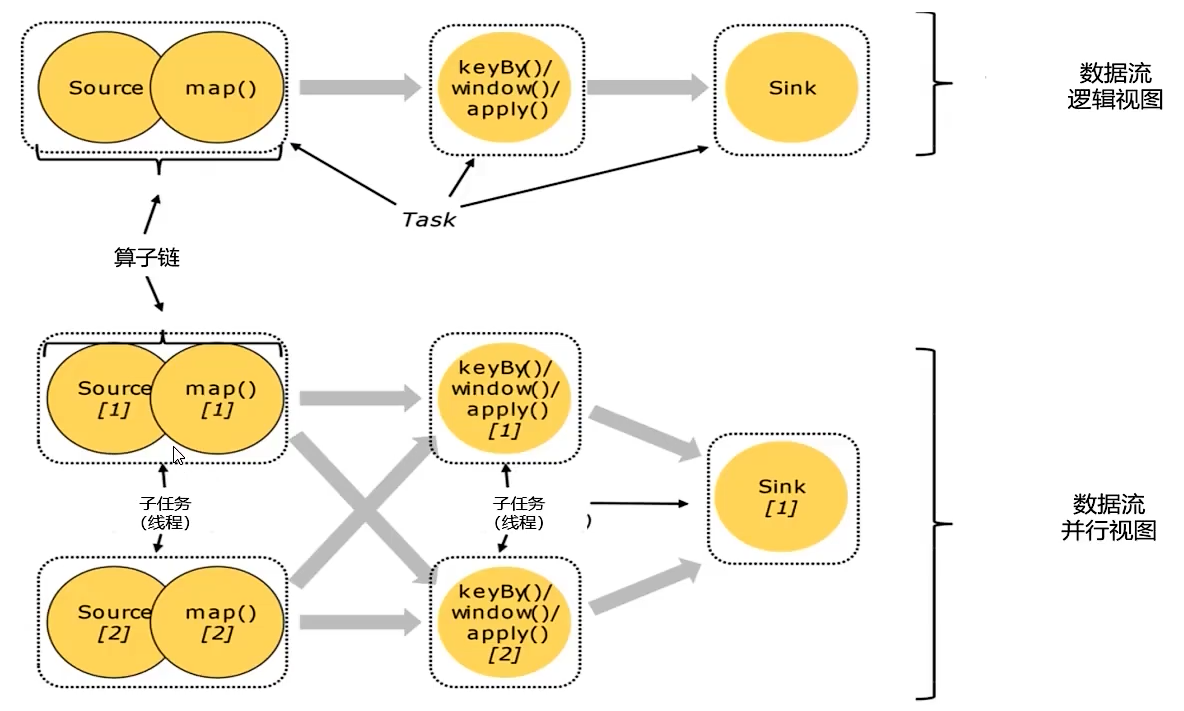 Source
map()
keyBy()/
window()/
apply()
Sink
数据流
逻辑视图
Task
算子链
Source
[1]
map()
[1]
keyBy()/
window()/
apply()
[1]
子任务
(线程)
子任务
(线程)
)
Sink
[1]
数据流
并行视图
Source
[2]
map()
[2]
keyBy()/
window()/
apply()
[2]